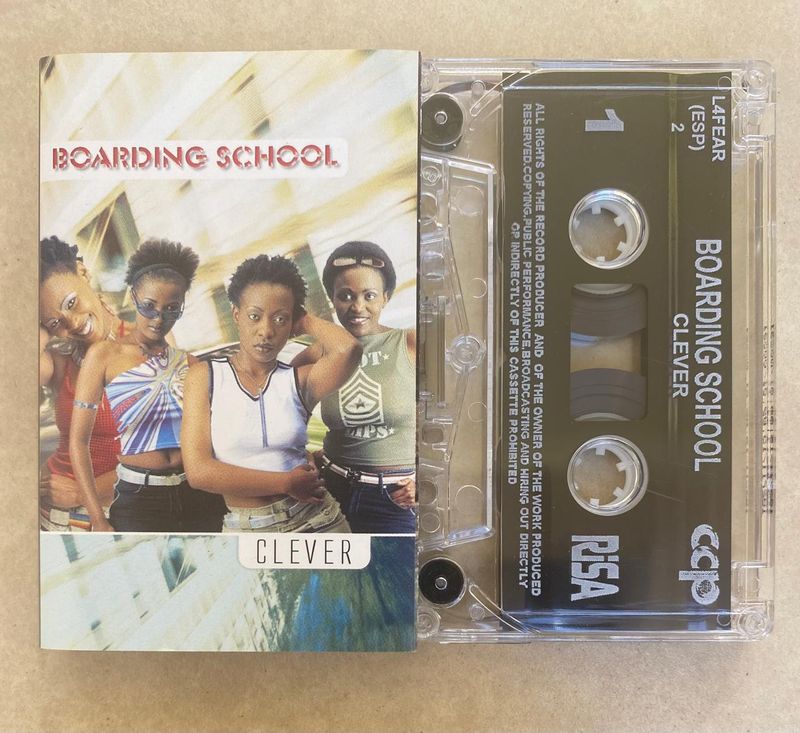 BOARDING SCHOOL
CLEVER
L4FEAR
(ESP)
2
BOARDING SCHOOL
CLEVER
1
ALL RIGHTS OF THE RECORD PRODUCER AND OF THE OWNER OF THE WORK PRODUCED
RESERVED.COPYING,PUBLIC PERFORMANCE,BROADCASTING AND HIRING OUT DIRECTLY
OF INDIRECTLY OF THIS CASSETTE PROHIBITED
RiSA
ccp